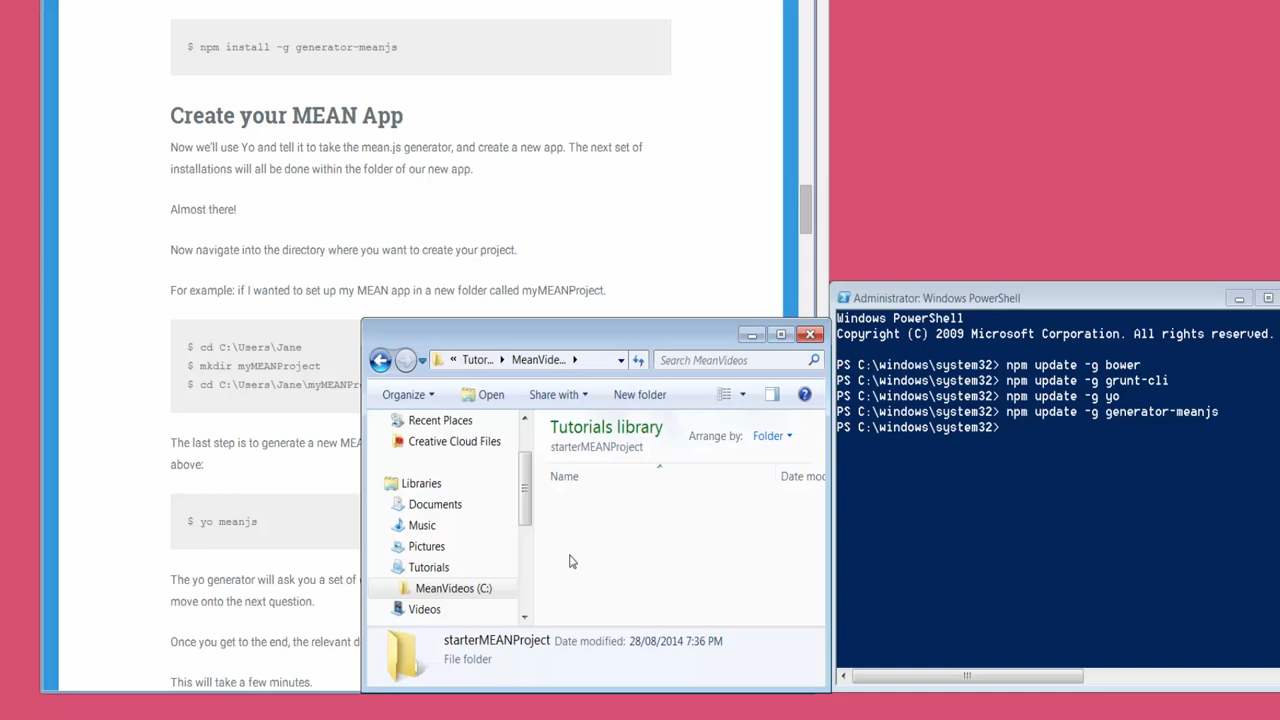 $ npm install -g generator-meanjs
Create your MEAN App
Now we'll use Yo and tell it to take the mean.js generator, and create a new app. The next set of
installations will all be done within the folder of our new app.
Almost there!
Now navigate into the directory where you want to create your project.
For example: if I wanted to set up my MEAN app in a new folder called myMEANProject.
$ cd C:\Users\Jane
$ mkdir myMEANProject
$ cd C:\Users\Jane\myMEANPr
The last step is to generate a new MEA
above:
$ yo meanjs
The yo generator will ask you a set of
move onto the next question.
Once you get to the end, the relevant d
This will take a few minutes.
« Tutor... MeanVide...
Search MeanVideos
Organize
Open
Share with
New folder
Recent Places
Creative Cloud Files
Libraries
Documents
Music
Pictures
Tutorials
MeanVideos (C:)
Videos
Tutorials library
starterMEANProject
Arrange by: Folder
Name
Date moc
starterMEANProject Date modified: 28/08/2014 7:36 PM
File folder
Administrator: Windows PowerShell
Windows PowerShell
Copyright (C) 2009 Microsoft Corporation. All rights reserved.
PS C:\windows\system32> npm update -g bower
PS C:\windows\system32> npm update -g grunt-cli
PS C:\windows\system32> npm update -g yo
PS C:\windows\system32> npm update -g generator-meanjs
PS C:\windows\system32>